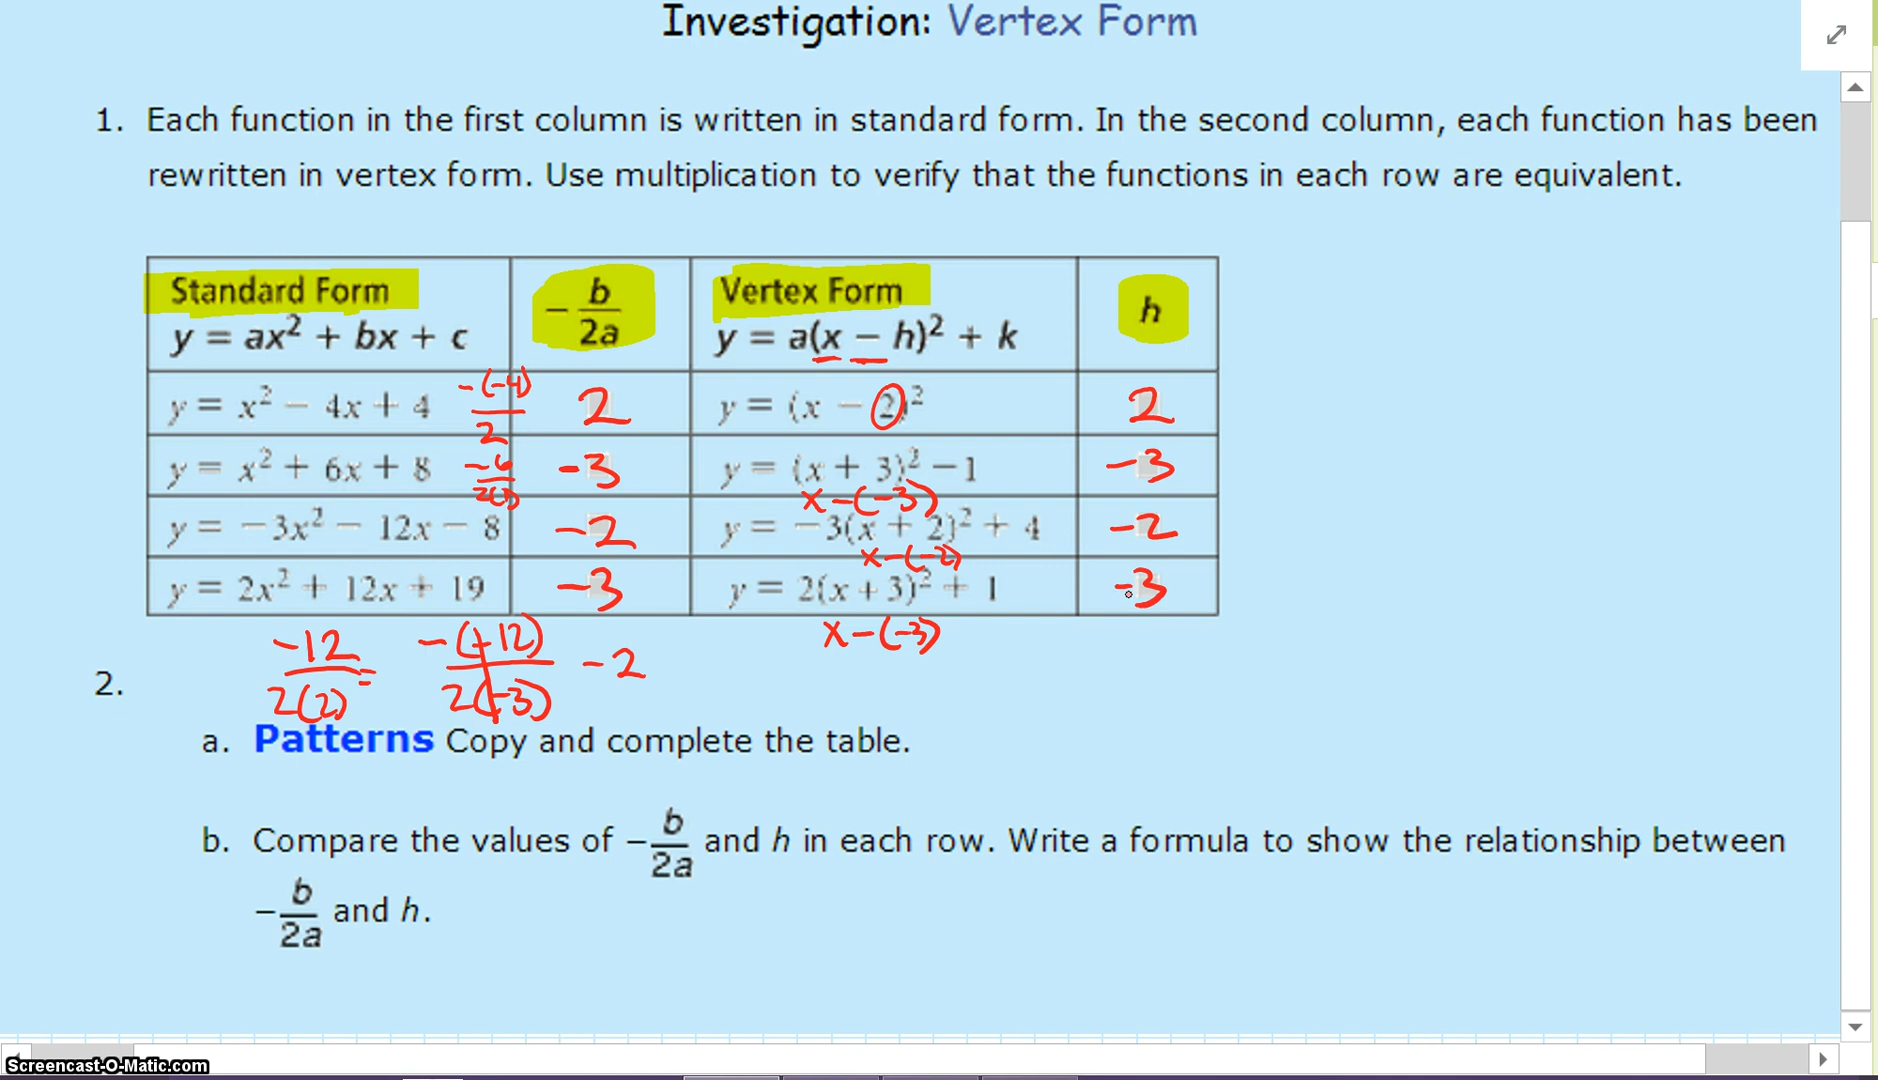 Investigation: Vertex Form
1. Each function in the first column is written in standard form. In the second column, each function has been
rewritten in vertex form. Use multiplication to verify that the functions in each row are equivalent.
Standard Form
y = ax² + bx + c
− b/2a
Vertex Form
y = a(x − h)² + k
h
y = x² − 4x + 4
−(−4)/2
2
y = (x − 2)²
2
y = x² + 6x + 8
−6/2(1)
−3
y = (x + 3)² − 1
−3
x−(−3)
y = −3x² − 12x − 8
−2
y = −3(x + 2)² + 4
−2
x−(−2)
y = 2x² + 12x + 19
−3
y = 2(x + 3)² + 1
−3
x−(−3)
−12/2(2) =
−(−12)/2(−3) −2
2.
a. Patterns Copy and complete the table.
b. Compare the values of − b/2a and h in each row. Write a formula to show the relationship between
− b/2a and h.
Screencast-O-Matic.com